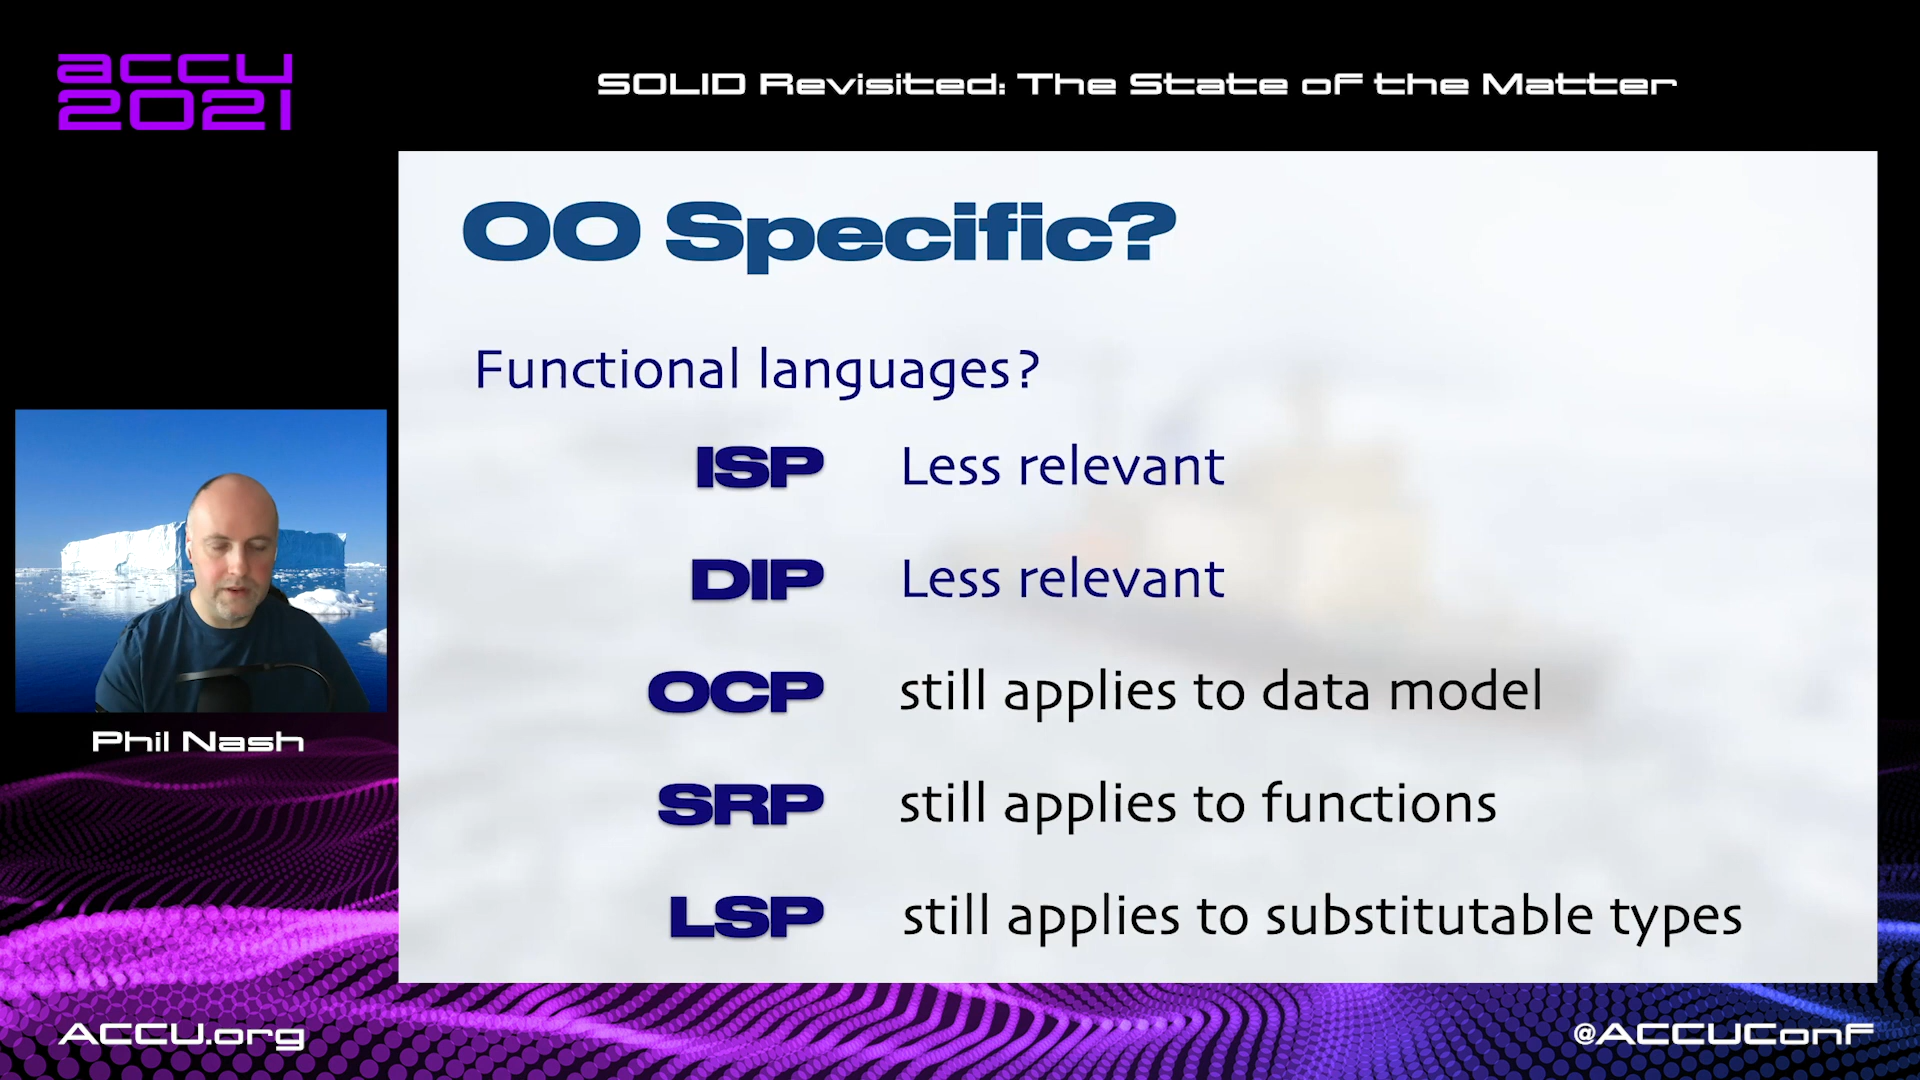 accu
2021
SOLID Revisited: The State of the Matter
OO Specific?
Functional languages?
ISP Less relevant
DIP Less relevant
OCP still applies to data model
SRP still applies to functions
LSP still applies to substitutable types
Phil Nash
ACCU.org
@ACCUConf